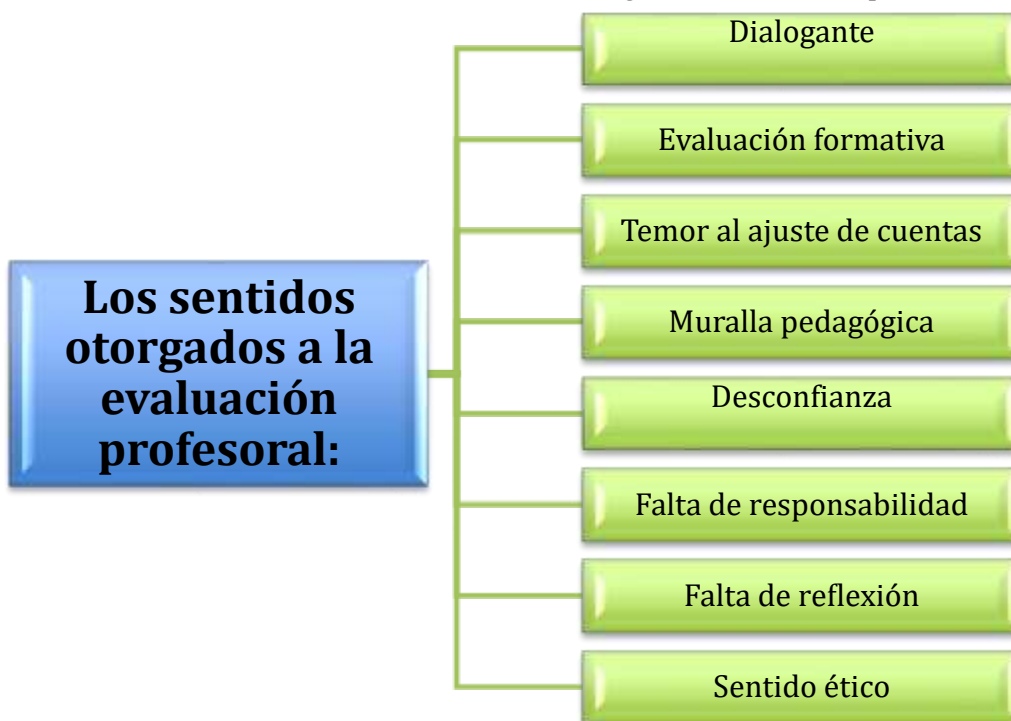 Dialogante
Evaluación formativa
Temor al ajuste de cuentas
Muralla pedagógica
Los sentidos
otorgados a la
evaluación
profesoral:
Desconfianza
Falta de responsabilidad
Falta de reflexión
Sentido ético